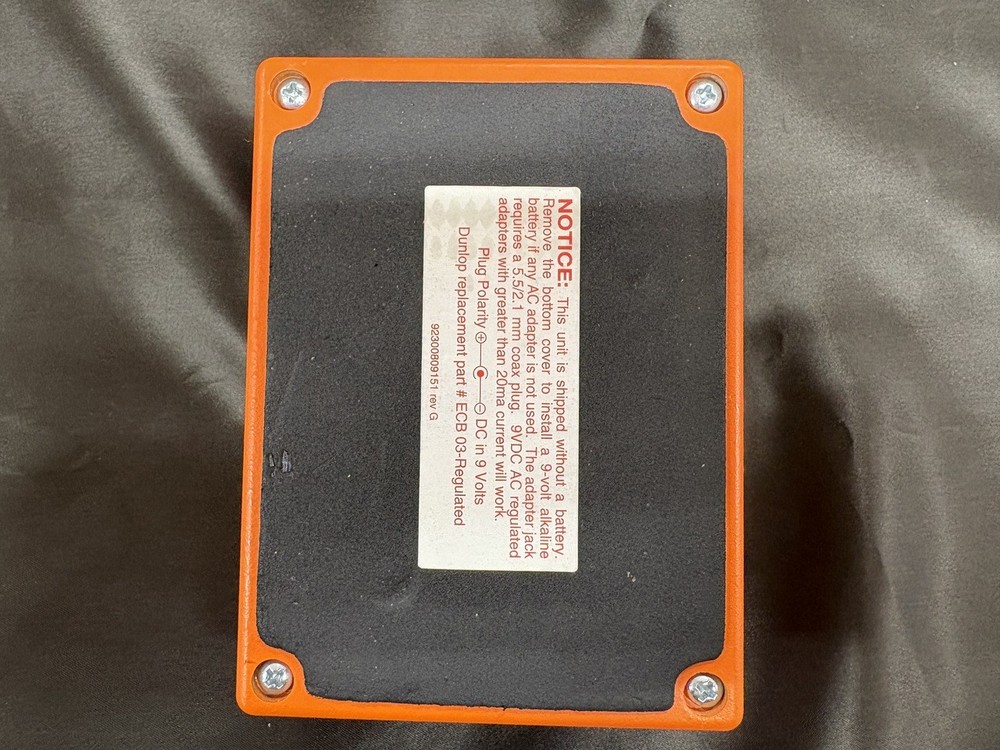 NOTICE: This unit is shipped without a battery.
Remove the bottom cover to install a 9-volt alkaline
battery if any AC adapter is not used. The adapter jack
requires a 5.5/2.1 mm coax plug. 9VDC AC regulated
adapters with greater than 20ma current will work.
Plug Polarity + - DC in 9 Volts
Dunlop replacement part # ECB 03-Regulated
92300809151 rev G